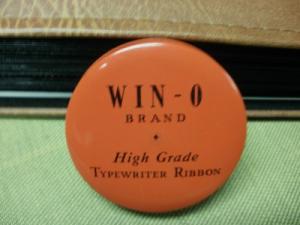 WIN-O
BRAND
High Grade
TYPEWRITER RIBBON